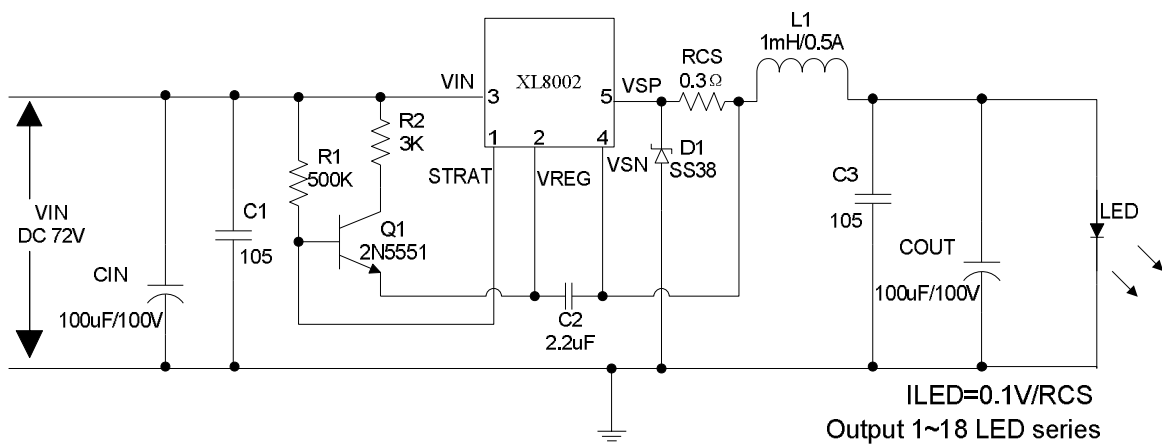 L1
1mH/0.5A
RCS
0.3Ω
VIN
XL8002
VSP
3
5
1
2
4
R2
3K
R1
500K
STRAT
VREG
VSN
D1
SS38
VIN
DC 72V
C1
105
Q1
2N5551
C3
105
LED
CIN
100uF/100V
COUT
100uF/100V
C2
2.2uF
ILED=0.1V/RCS
Output 1~18 LED series